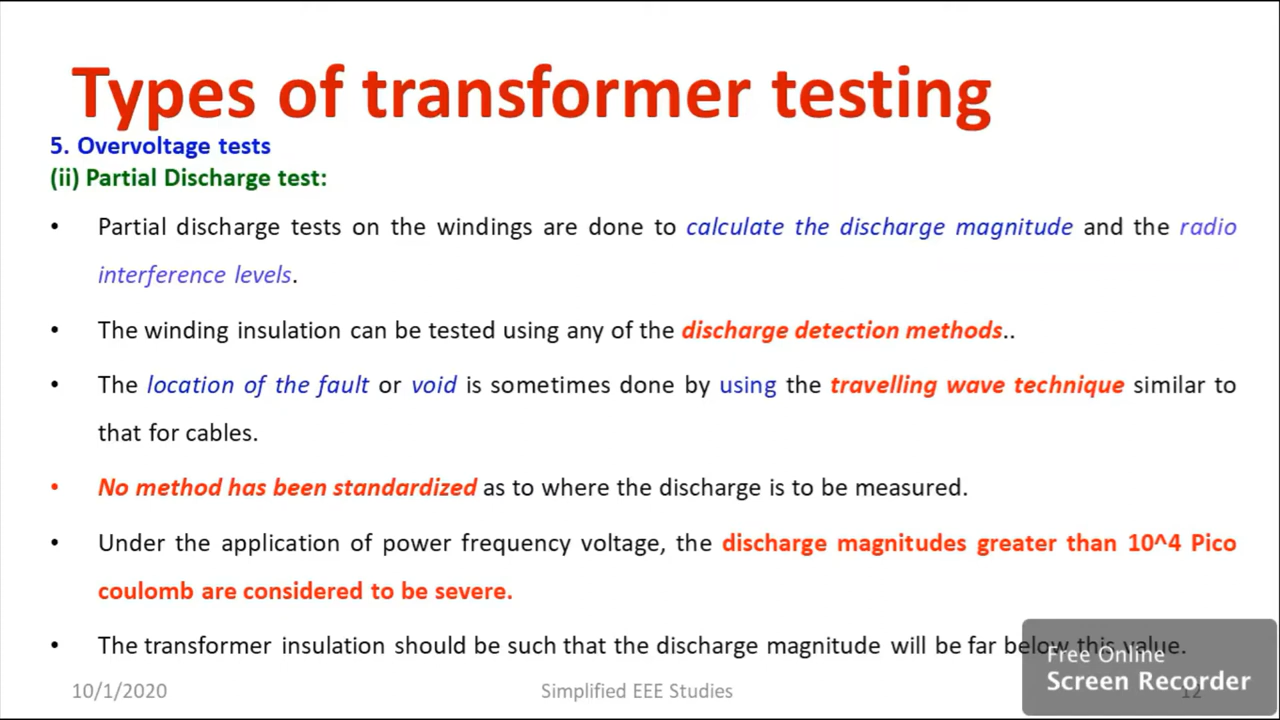 Types of transformer testing
5. Overvoltage tests
(ii) Partial Discharge test:
• Partial discharge tests on the windings are done to calculate the discharge magnitude and the radio
interference levels.
• The winding insulation can be tested using any of the discharge detection methods..
• The location of the fault or void is sometimes done by using the travelling wave technique similar to
that for cables.
• No method has been standardized as to where the discharge is to be measured.
• Under the application of power frequency voltage, the discharge magnitudes greater than 10^4 Pico
coulomb are considered to be severe.
• The transformer insulation should be such that the discharge magnitude will be far below this value.
10/1/2020
Simplified EEE Studies
12
Free Online
Screen Recorder